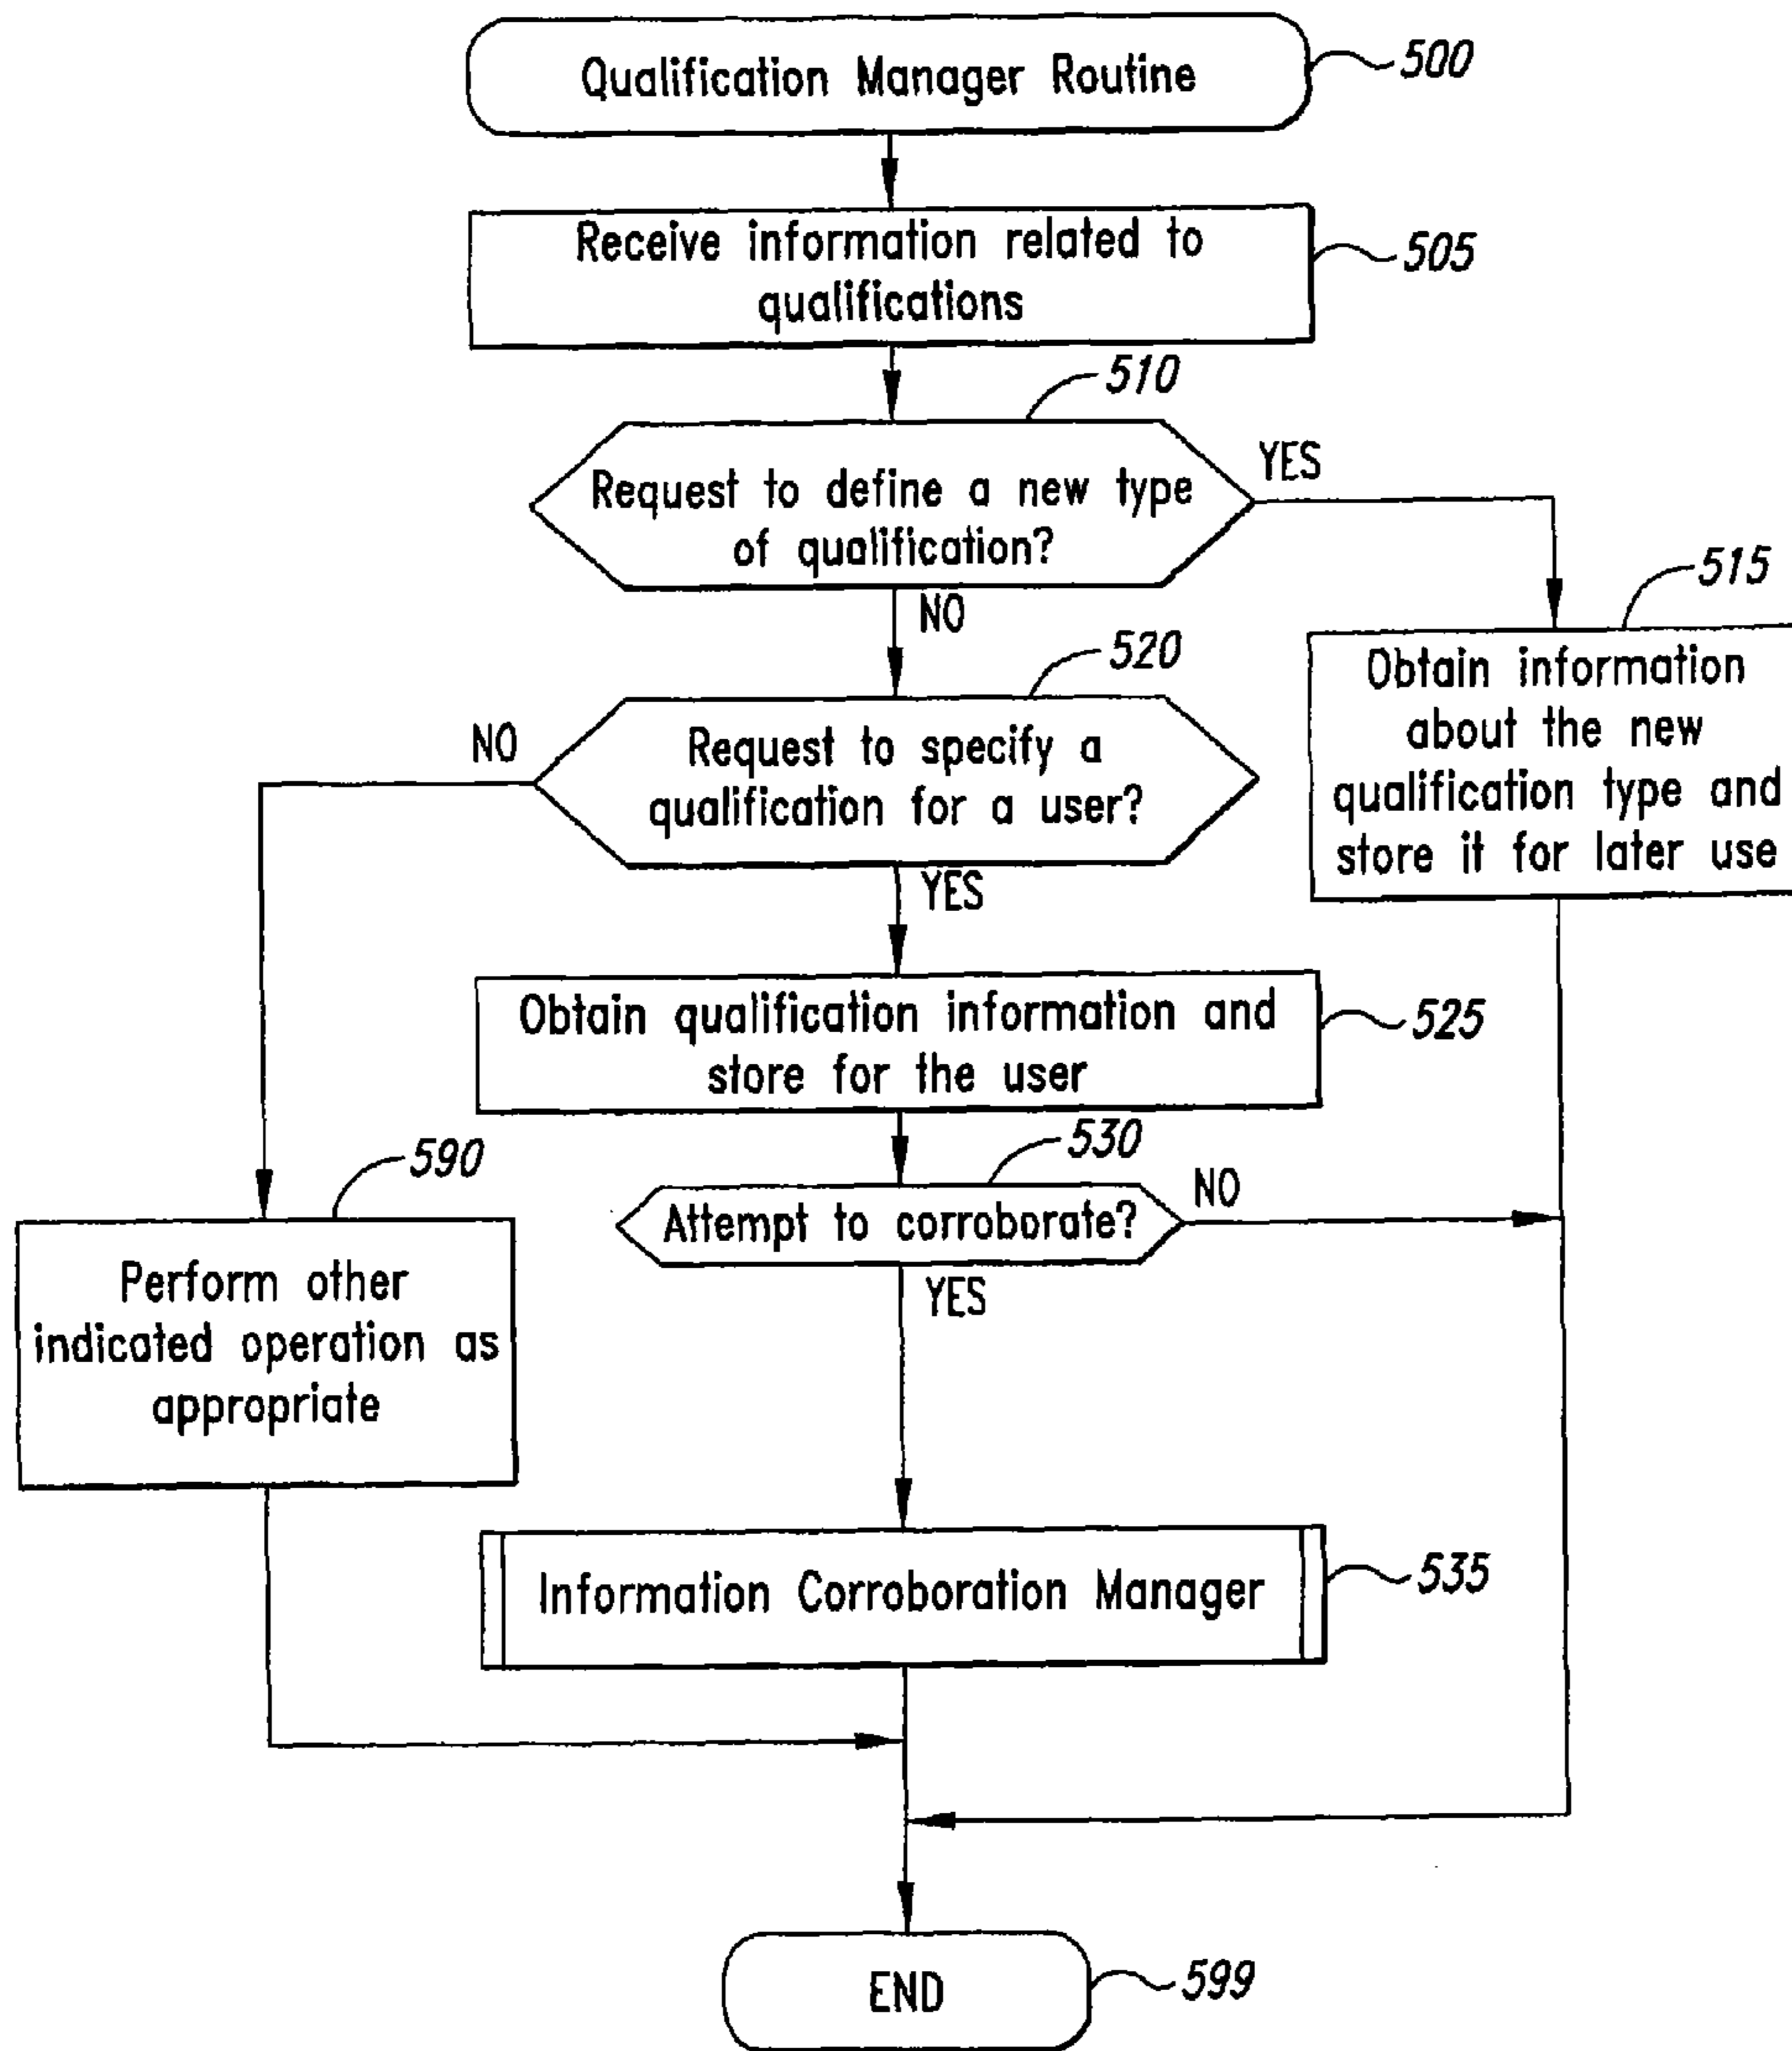 Qualification Manager Routine
500
Receive information related to
qualifications
505
510
Request to define a new type
of qualification?
YES
NO
515
Obtain information
about the new
qualification type and
store it for later use
520
NO
Request to specify a
qualification for a user?
YES
Obtain qualification information and
store for the user
525
530
Attempt to corroborate?
NO
YES
590
Perform other
indicated operation as
appropriate
Information Corroboration Manager
535
END
599